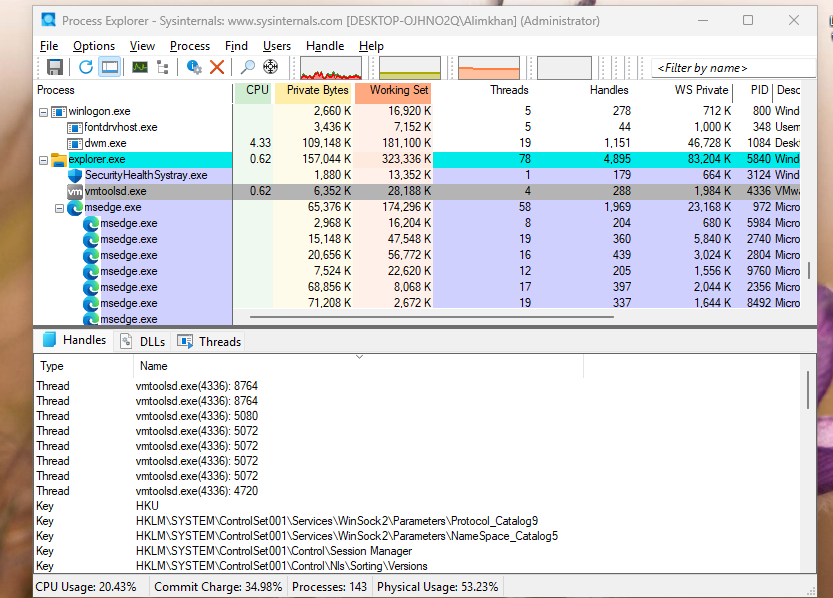 Process Explorer - Sysinternals: www.sysinternals.com [DESKTOP-OJHNO2Q\Alimkhan] (Administrator)
File Options View Process Find Users Handle Help
<Filter by name>
Process CPU Private Bytes Working Set Threads Handles WS Private PID Desc
winlogon.exe 2,660 K 16,920 K 5 278 712 K 800 Wind
fontdrvhost.exe 3,436 K 7,152 K 5 44 1,000 K 348 Usem
dwm.exe 4.33 109,148 K 181,100 K 19 1,151 46,728 K 1084 Deskt
explorer.exe 0.62 157,044 K 323,336 K 78 4,895 83,204 K 5840 Wind
SecurityHealthSystray.exe 1,880 K 13,352 K 1 179 664 K 3124 Wind
vm vmtoolsd.exe 0.62 6,352 K 28,188 K 4 288 1,984 K 4336 VMwa
msedge.exe 65,376 K 174,296 K 58 1,969 23,168 K 972 Micro
msedge.exe 2,968 K 16,204 K 8 204 680 K 5984 Micro
msedge.exe 15,148 K 47,548 K 19 360 5,840 K 2740 Micro
msedge.exe 20,656 K 56,772 K 16 439 3,024 K 2804 Micro
msedge.exe 7,524 K 22,620 K 12 205 1,556 K 9760 Micro
msedge.exe 68,856 K 8,068 K 17 397 2,044 K 2356 Micro
msedge.exe 71,208 K 2,672 K 19 337 1,644 K 8492 Micro
msedge.exe
Handles DLLs Threads
Type Name
Thread vmtoolsd.exe(4336): 8764
Thread vmtoolsd.exe(4336): 8764
Thread vmtoolsd.exe(4336): 5080
Thread vmtoolsd.exe(4336): 5072
Thread vmtoolsd.exe(4336): 5072
Thread vmtoolsd.exe(4336): 5072
Thread vmtoolsd.exe(4336): 5072
Thread vmtoolsd.exe(4336): 4720
Key HKU
Key HKLM\SYSTEM\ControlSet001\Services\WinSock2\Parameters\Protocol_Catalog9
Key HKLM\SYSTEM\ControlSet001\Services\WinSock2\Parameters\NameSpace_Catalog5
Key HKLM\SYSTEM\ControlSet001\Control\Session Manager
Key HKLM\SYSTEM\ControlSet001\Control\Nls\Sorting\Versions
CPU Usage: 20.43% Commit Charge: 34.98% Processes: 143 Physical Usage: 53.23%